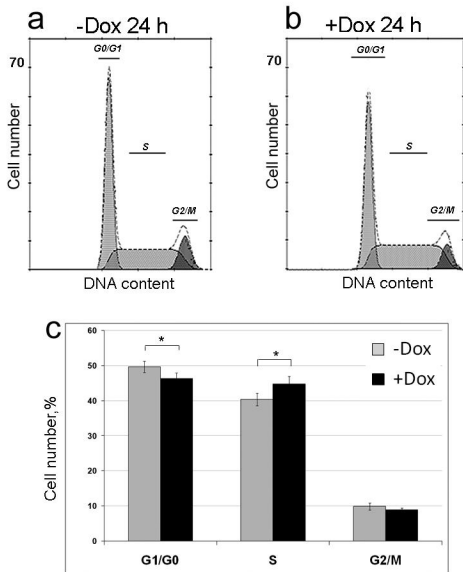 a -Dox 24 h
G0/G1
70
S
G2/M
Cell number
DNA content
b +Dox 24 h
G0/G1
70
S
G2/M
Cell number
DNA content
c
60
50
40
30
20
10
0
Cell number,%
*
*
-Dox
+Dox
G1/G0 S G2/M